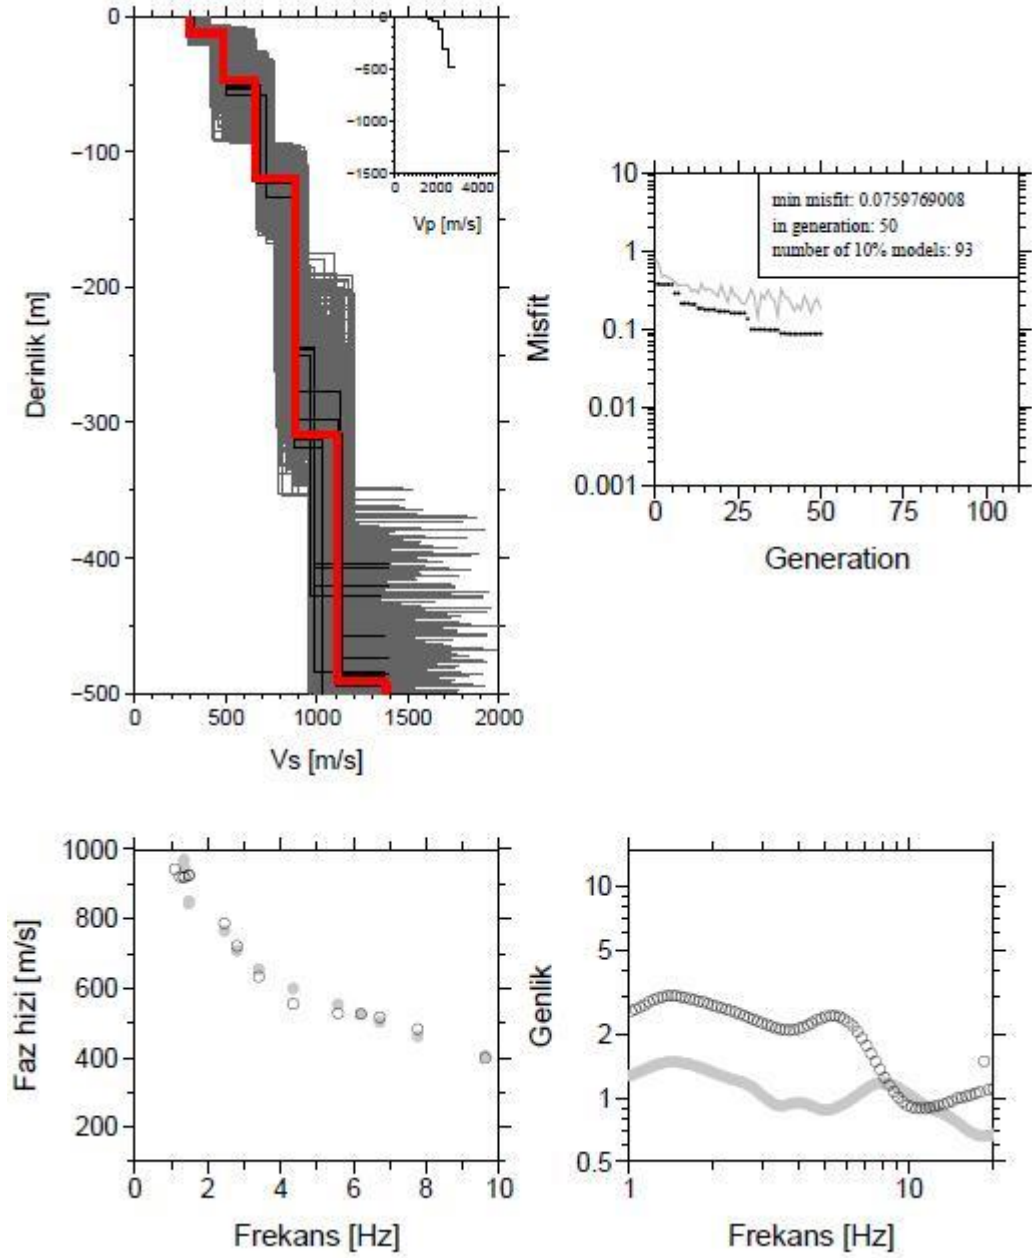 0
−100
−200
−300
−400
−500
Derinlik [m]
0 500 1000 1500 2000
Vs [m/s]
0
−500
−1000
−1500
0 2000 4000
Vp [m/s]
10
1
0.1
0.01
0.001
Misfit
min misfit: 0.0759769008
in generation: 50
number of 10% models: 93
0 25 50 75 100
Generation
1000
800
600
400
200
Faz hizi [m/s]
0 2 4 6 8 10
Frekans [Hz]
10
5
2
1
0.5
Genlik
1 10
Frekans [Hz]